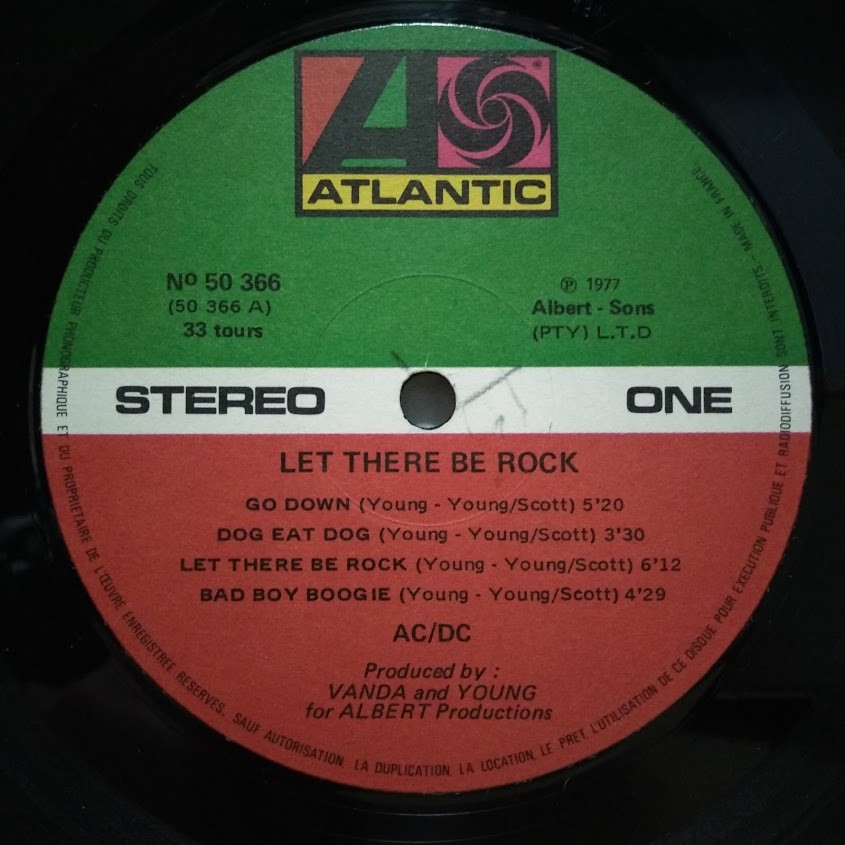 ATLANTIC
Nº 50 366
(50 366 A)
33 tours
℗ 1977
Albert - Sons
(PTY) L.T.D
STEREO
ONE
LET THERE BE ROCK
GO DOWN (Young - Young/Scott) 5'20
DOG EAT DOG (Young - Young/Scott) 3'30
LET THERE BE ROCK (Young - Young/Scott) 6'12
BAD BOY BOOGIE (Young - Young/Scott) 4'29
AC/DC
Produced by :
VANDA and YOUNG
for ALBERT Productions
TOUS DROITS DU PRODUCTEUR PHONOGRAPHIQUE ET DU PROPRIETAIRE DE L'ŒUVRE ENREGISTREE RESERVES. SAUF AUTORISATION. LA DUPLICATION. LA LOCATION. LE PRET. L'UTILISATION DE CE DISQUE POUR EXECUTION PUBLIQUE ET RADIODIFFUSION SONT INTERDITS. - MADE IN FRANCE.